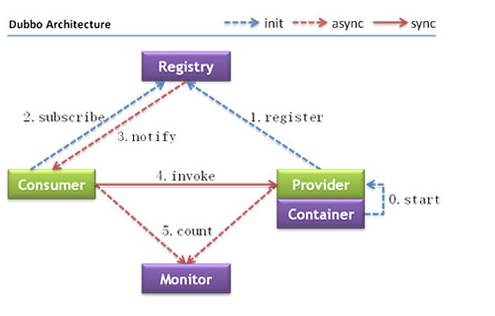 Dubbo Architecture
init
async
sync
Registry
2. subscribe
1. register
3. notify
Consumer
4. invoke
Provider
0. start
Container
5. count
Monitor